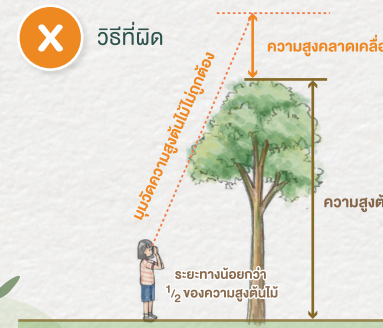 X
วิธีที่ผิด
ความสูงคลาดเคลื่อ
มุมวัดความสูงต้นไม้ไม่ถูกต้อง
ความสูงต้
ระยะทางน้อยกว่า
1/2 ของความสูงต้นไม้